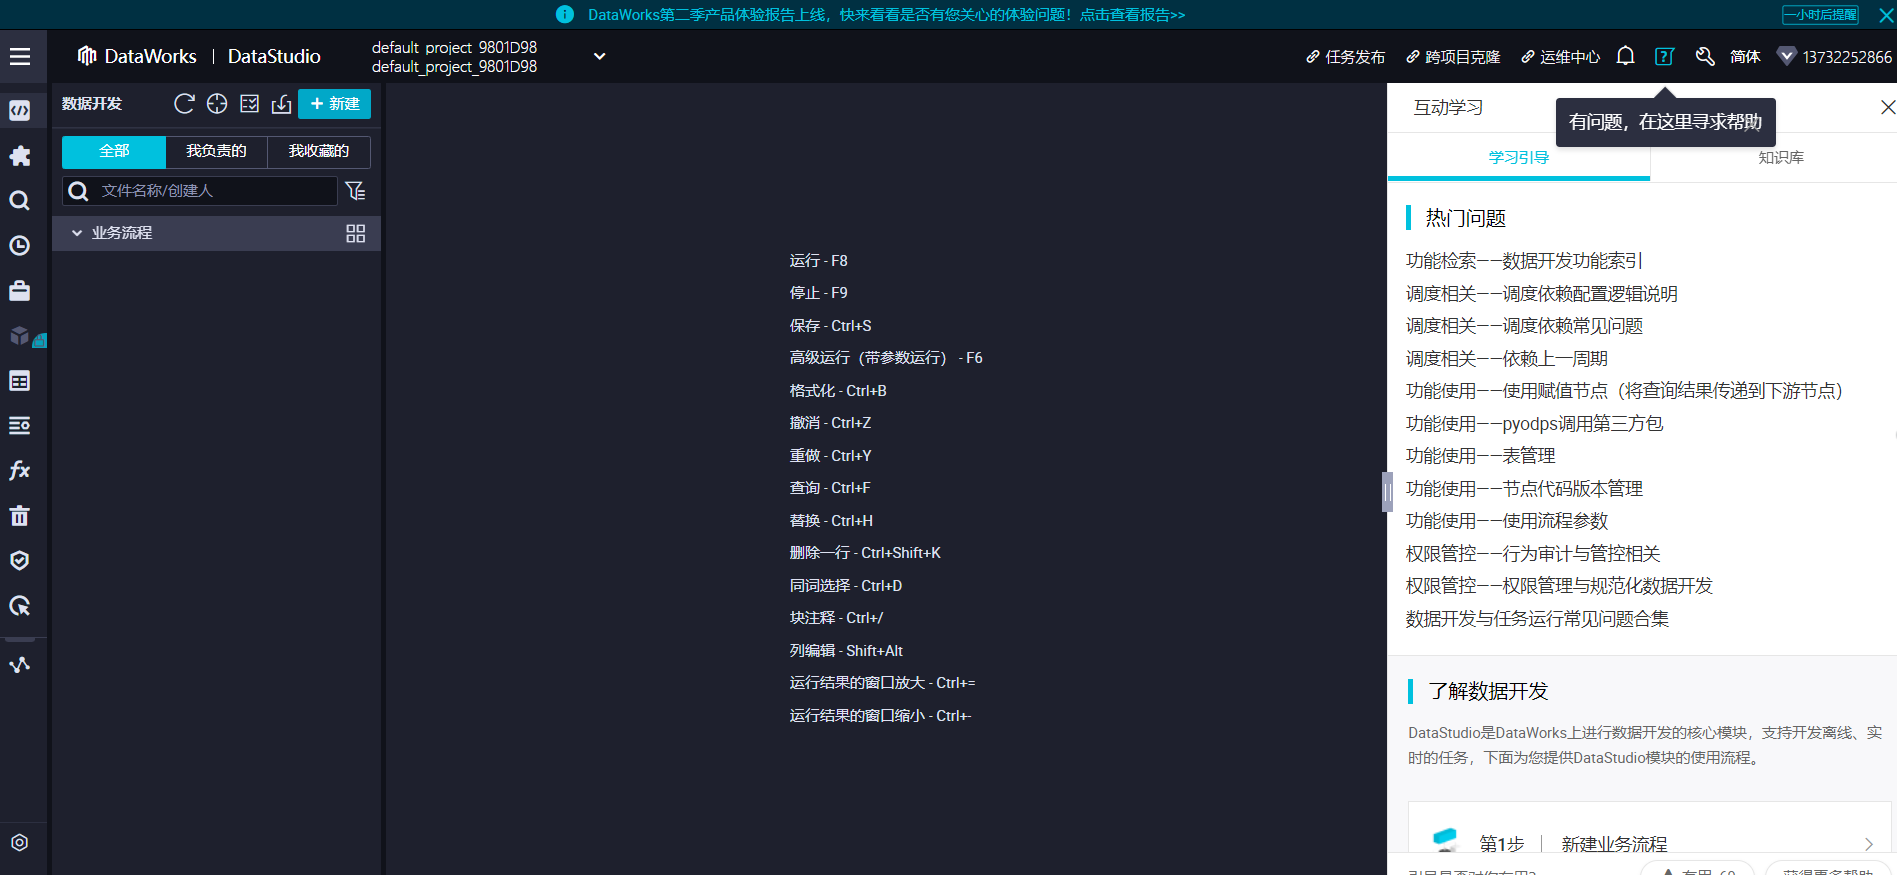 DataWorks第二季产品体验报告上线，快来看看是否有您关心的体验问题！点击查看报告>>
一小时后提醒
DataWorks | DataStudio
default_project_9801D98
default_project_9801D98
任务发布
跨项目克隆
运维中心
简体
13732252866
数据开发
+ 新建
全部
我负责的
我收藏的
文件名称/创建人
业务流程
运行 - F8
停止 - F9
保存 - Ctrl+S
高级运行（带参数运行） - F6
格式化 - Ctrl+B
撤消 - Ctrl+Z
重做 - Ctrl+Y
查询 - Ctrl+F
替换 - Ctrl+H
删除一行 - Ctrl+Shift+K
同词选择 - Ctrl+D
块注释 - Ctrl+/
列编辑 - Shift+Alt
运行结果的窗口放大 - Ctrl+=
运行结果的窗口缩小 - Ctrl+-
互动学习
有问题，在这里寻求帮助
学习引导
知识库
热门问题
功能检索——数据开发功能索引
调度相关——调度依赖配置逻辑说明
调度相关——调度依赖常见问题
调度相关——依赖上一周期
功能使用——使用赋值节点（将查询结果传递到下游节点）
功能使用——pyodps调用第三方包
功能使用——表管理
功能使用——节点代码版本管理
功能使用——使用流程参数
权限管控——行为审计与管控相关
权限管控——权限管理与规范化数据开发
数据开发与任务运行常见问题合集
了解数据开发
DataStudio是DataWorks上进行数据开发的核心模块，支持开发离线、实
时的任务，下面为您提供DataStudio模块的使用流程。
第1步 | 新建业务流程